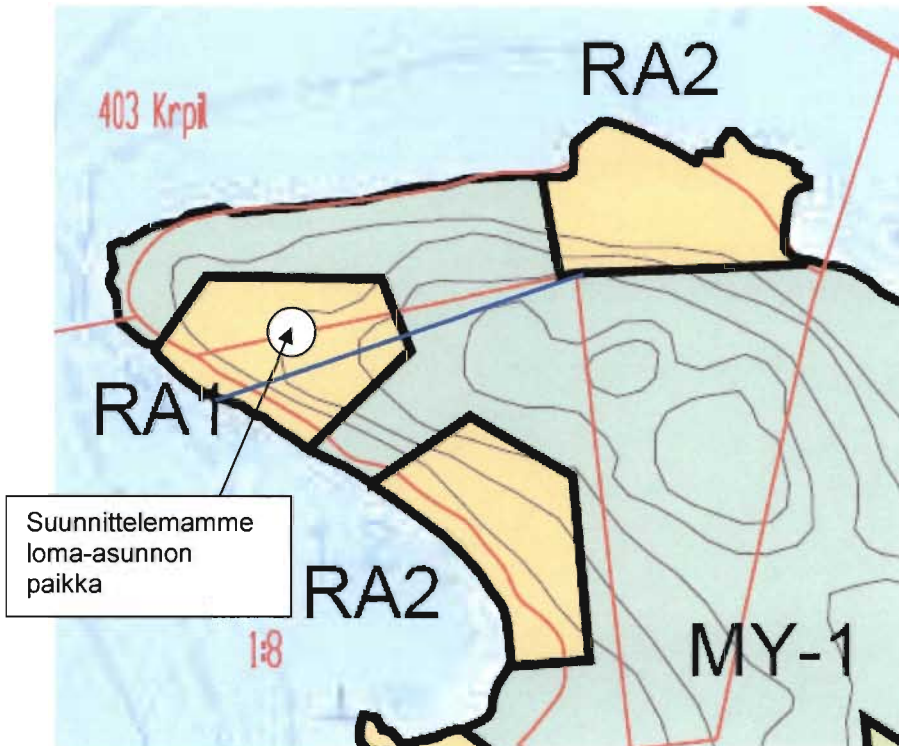 RA2
403 Krpil
RA1
Suunnittelemamme
loma-asunnon
paikka
RA2
1:8
MY-1